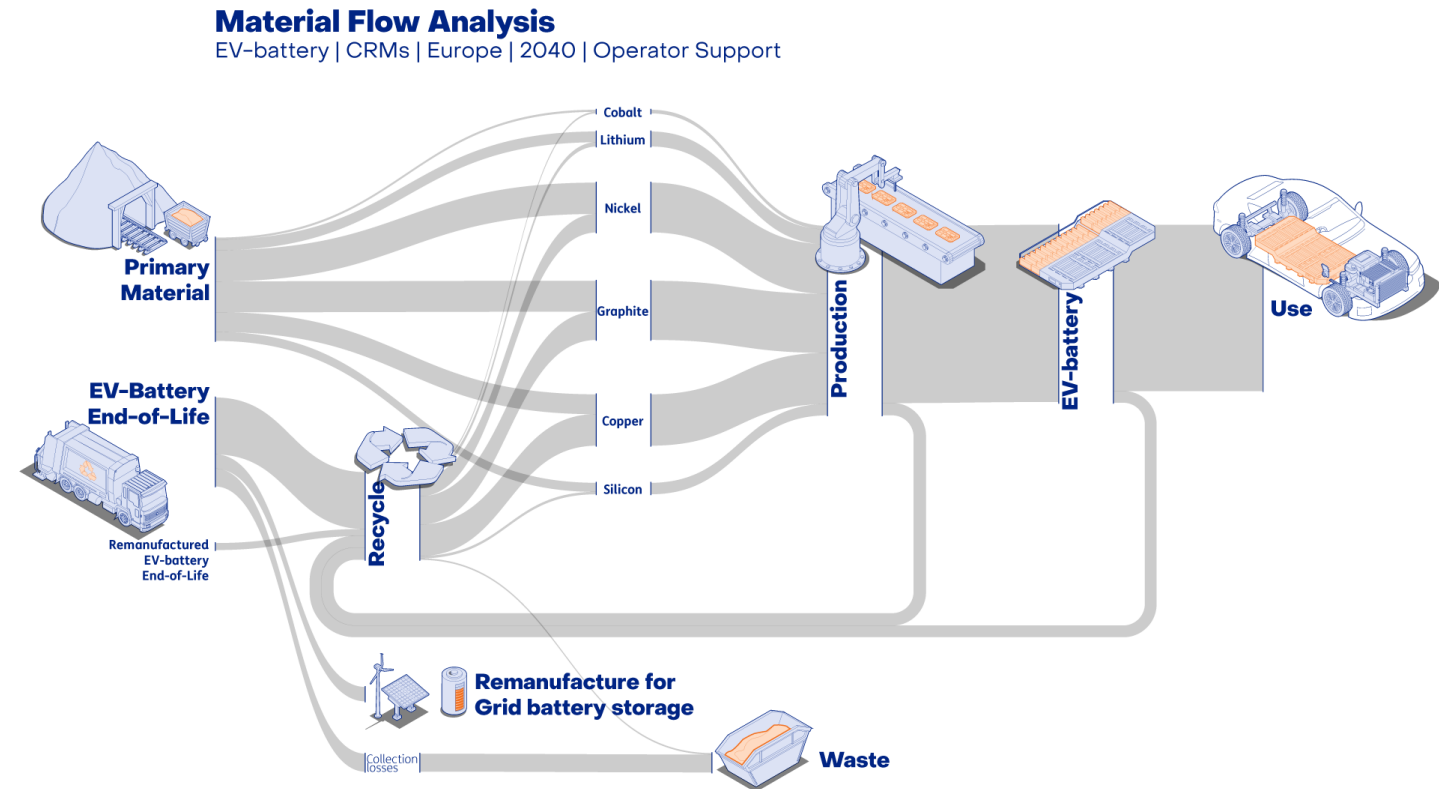 Material Flow Analysis
EV-battery | CRMs | Europe | 2040 | Operator Support
Cobalt
Lithium
Nickel
Graphite
Copper
Silicon
Primary
Material
EV-Battery
End-of-Life
Remanufactured
EV-battery
End-of-Life
Recycle
Production
EV-battery
Use
Remanufacture for
Grid battery storage
Collection
losses
Waste